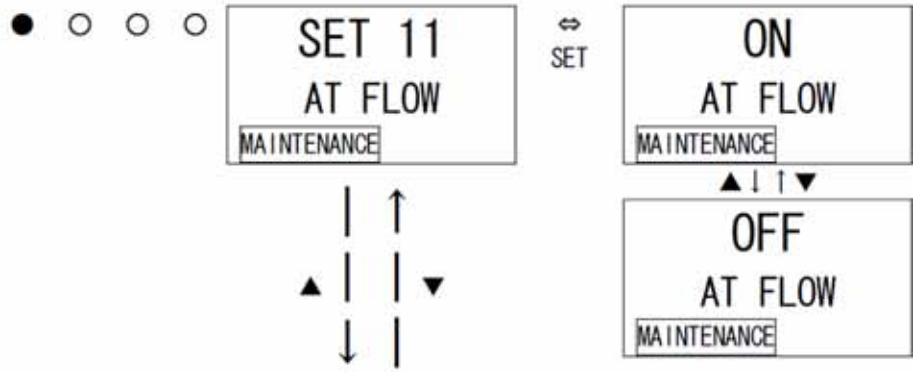 ● ○ ○ ○
SET 11
AT FLOW
MAINTENANCE
⇔
SET
ON
AT FLOW
MAINTENANCE
▲↓↑▼
OFF
AT FLOW
MAINTENANCE
▲ ↓ ↑ ▼